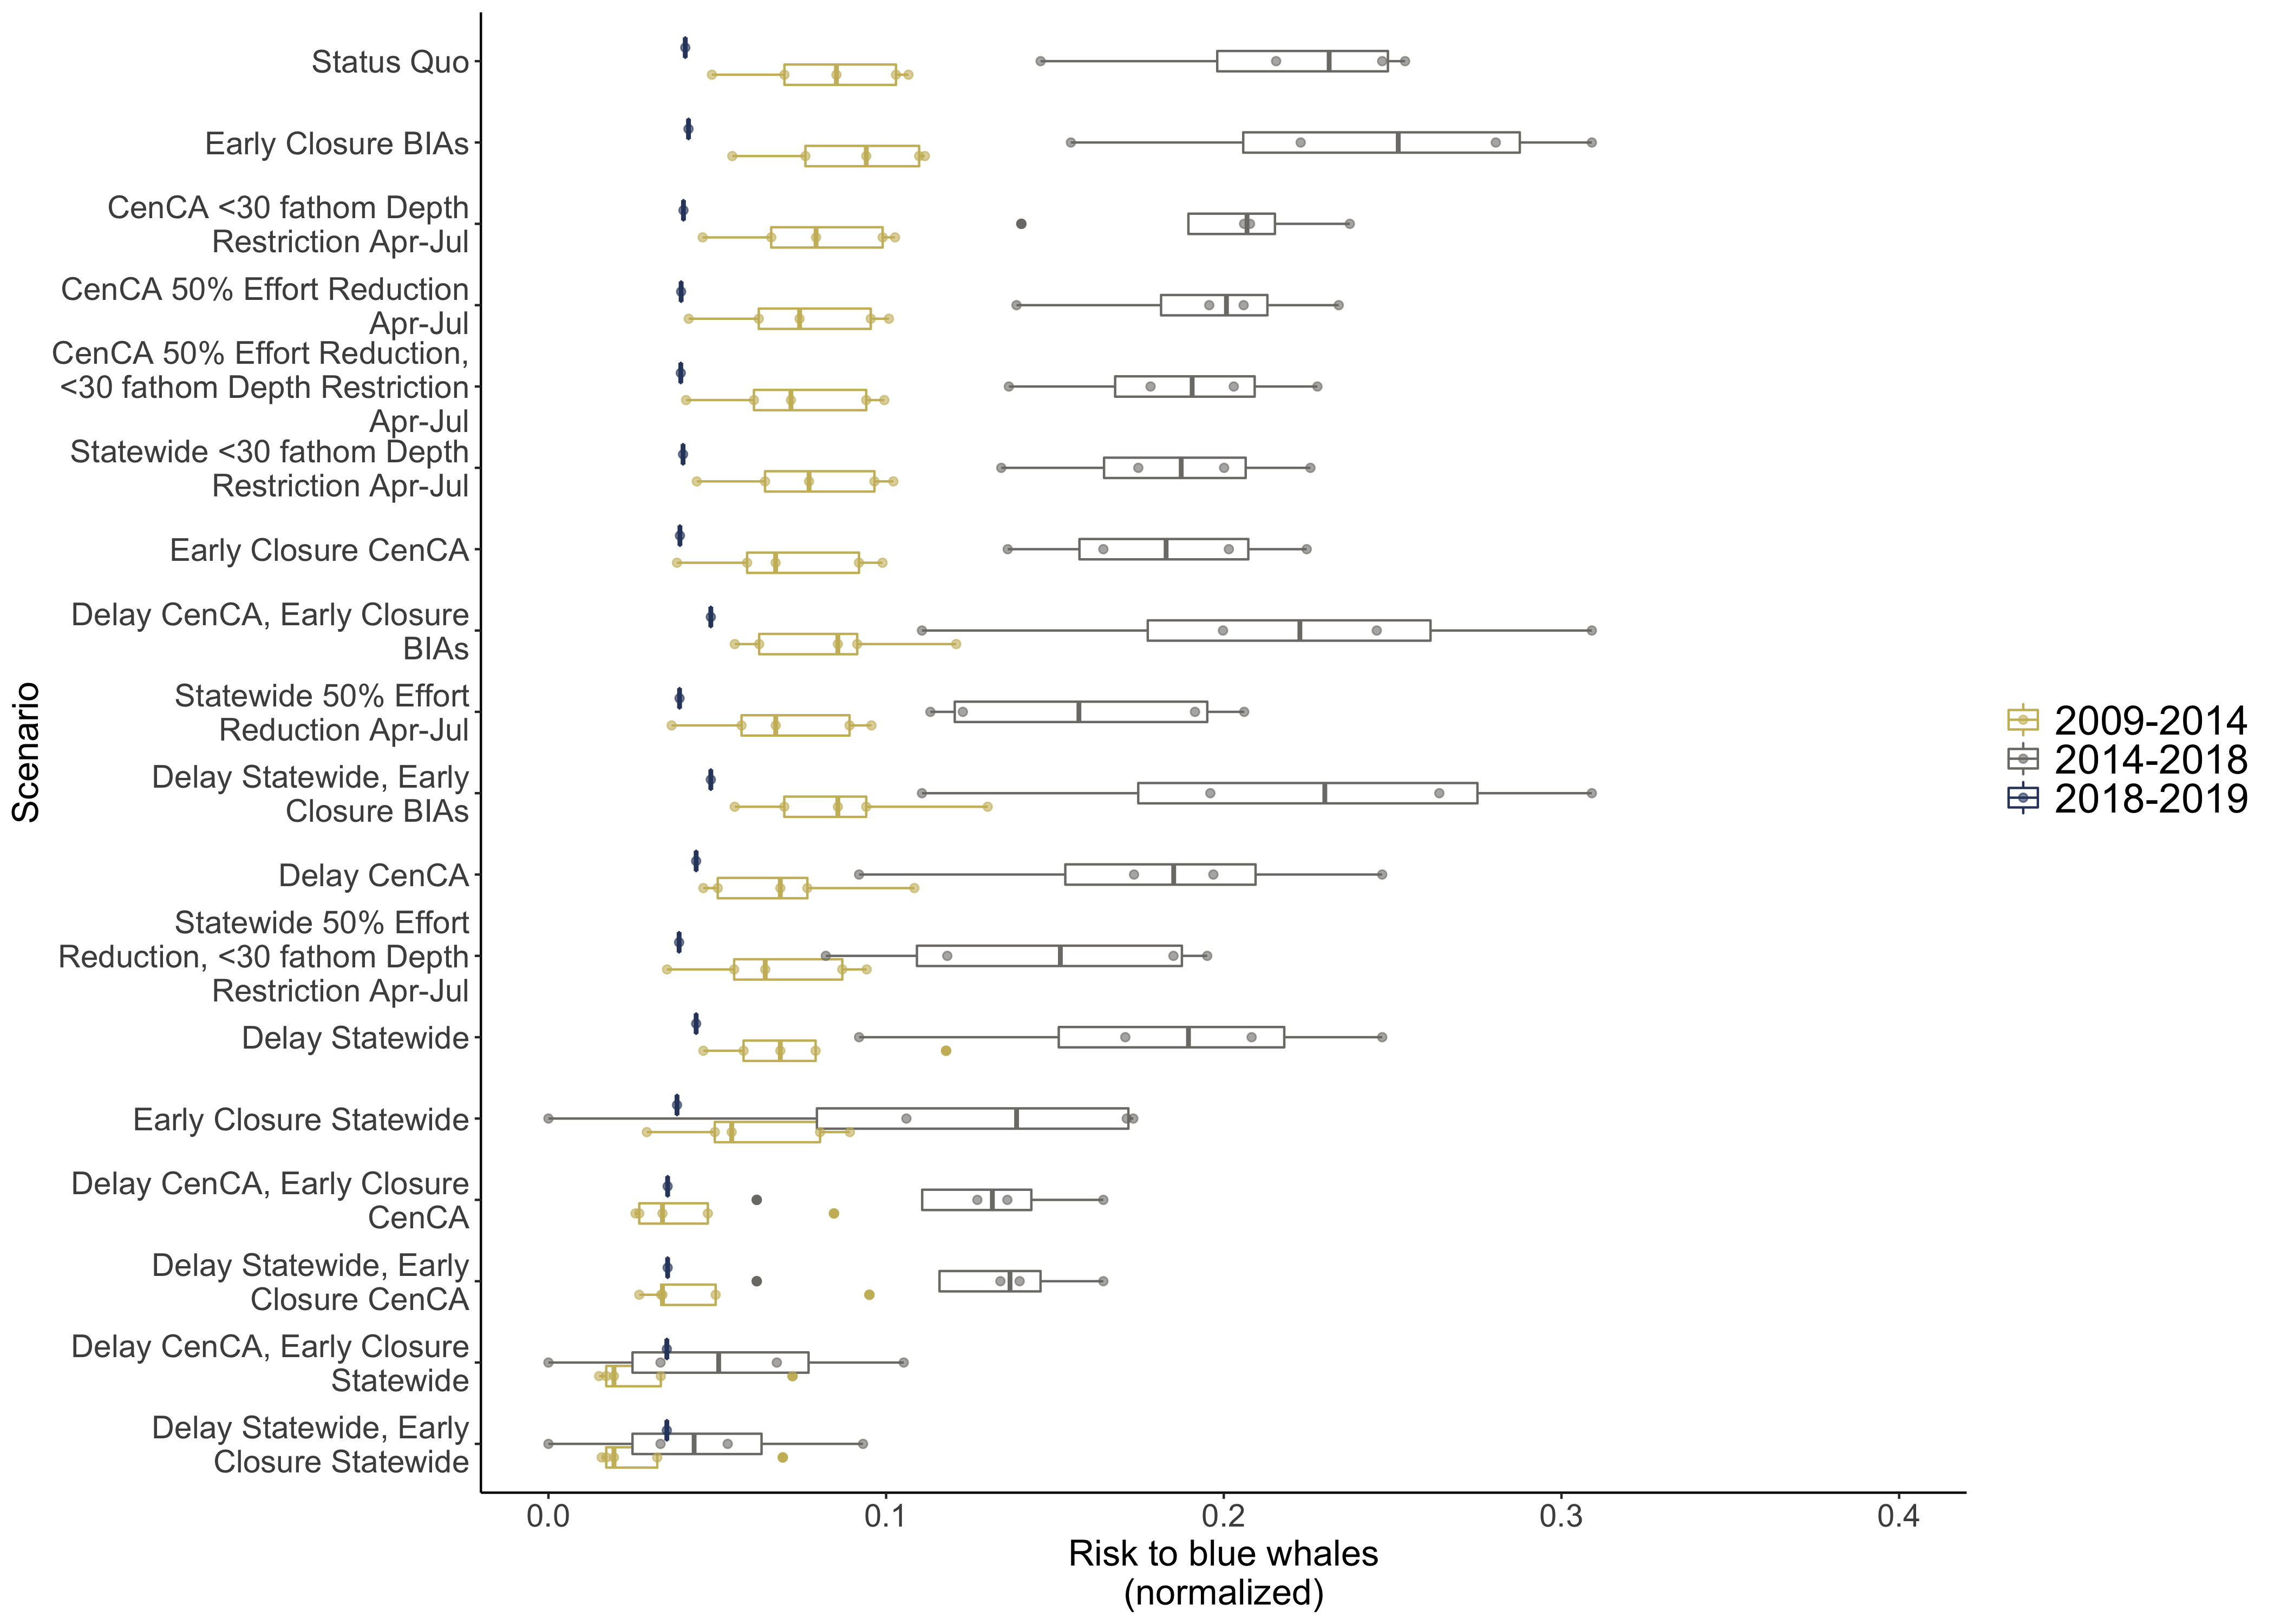 Status Quo
Early Closure BIAs
CenCA <30 fathom Depth
Restriction Apr-Jul
CenCA 50% Effort Reduction
Apr-Jul
CenCA 50% Effort Reduction,
<30 fathom Depth Restriction
Apr-Jul
Statewide <30 fathom Depth
Restriction Apr-Jul
Early Closure CenCA
Delay CenCA, Early Closure
BIAs
Statewide 50% Effort
Reduction Apr-Jul
Delay Statewide, Early
Closure BIAs
Delay CenCA
Statewide 50% Effort
Reduction, <30 fathom Depth
Restriction Apr-Jul
Delay Statewide
Early Closure Statewide
Delay CenCA, Early Closure
CenCA
Delay Statewide, Early
Closure CenCA
Delay CenCA, Early Closure
Statewide
Delay Statewide, Early
Closure Statewide
Scenario
0.0 0.1 0.2 0.3 0.4
Risk to blue whales
(normalized)
2009-2014
2014-2018
2018-2019